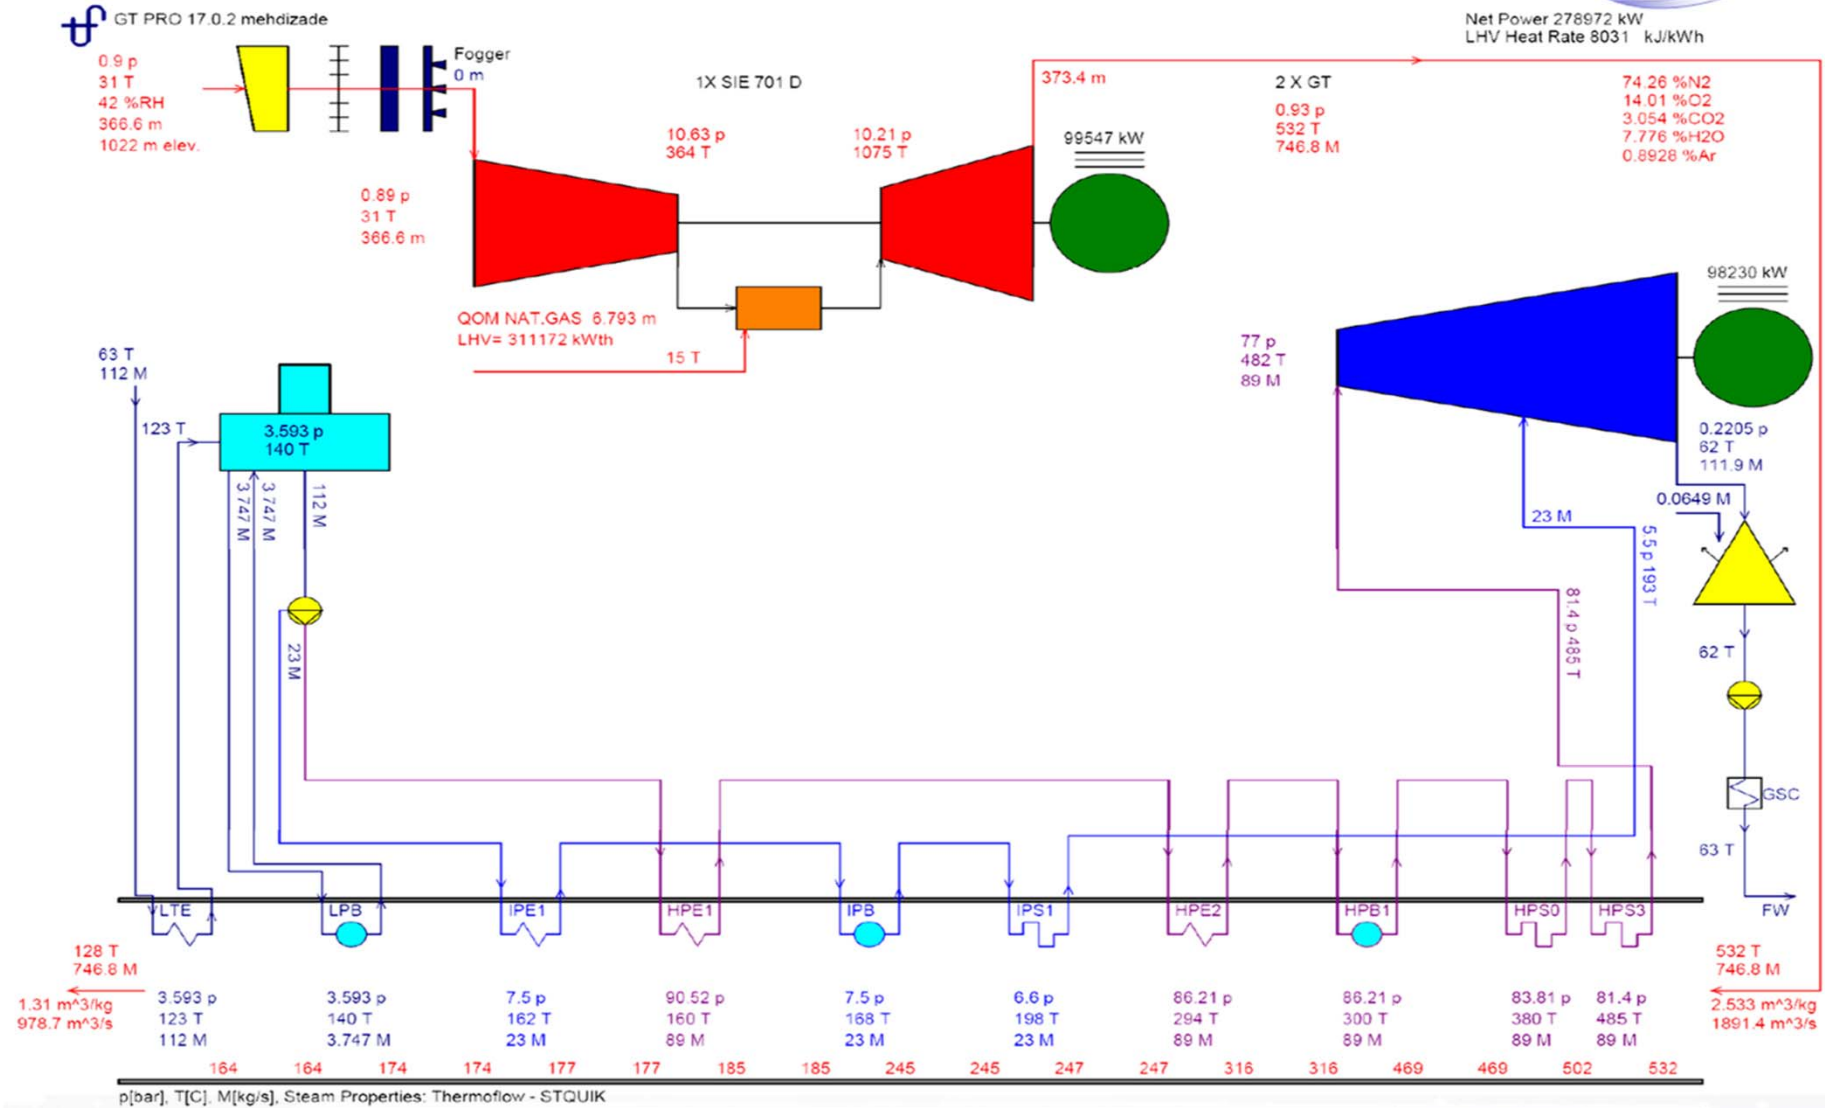 GT PRO 17.0.2 mehdizade
Net Power 278972 kW
LHV Heat Rate 8031 kJ/kWh
0.9 p
31 T
42 %RH
366.6 m
1022 m elev.
Fogger
0 m
1X SIE 701 D
373.4 m
2 X GT
0.93 p
532 T
746.8 M
74.26 %N2
14.01 %O2
3.054 %CO2
7.776 %H2O
0.8928 %Ar
10.63 p
364 T
10.21 p
1075 T
99547 kW
0.89 p
31 T
366.6 m
QOM NAT.GAS 6.793 m
LHV= 311172 kWth
15 T
98230 kW
77 p
482 T
89 M
63 T
112 M
123 T
3.593 p
140 T
0.2205 p
62 T
111.9 M
0.0649 M
3.747 M
3.747 M
112 M
23 M
5.5 p 193 T
81.4 p 485 T
23 M
62 T
GSC
63 T
FW
LTE
LPB
IPE1
HPE1
IPB
IPS1
HPE2
HPB1
HPS0
HPS3
128 T
746.8 M
1.31 m^3/kg
978.7 m^3/s
532 T
746.8 M
2.533 m^3/kg
1891.4 m^3/s
3.593 p
123 T
112 M
3.593 p
140 T
3.747 M
7.5 p
162 T
23 M
90.52 p
160 T
89 M
7.5 p
168 T
23 M
6.6 p
198 T
23 M
86.21 p
294 T
89 M
86.21 p
300 T
89 M
83.81 p
380 T
89 M
81.4 p
485 T
89 M
164 164 174 174 177 177 185 185 245 245 247 247 316 316 469 469 502 532
p[bar], T[C], M[kg/s], Steam Properties: Thermoflow - STQUIK